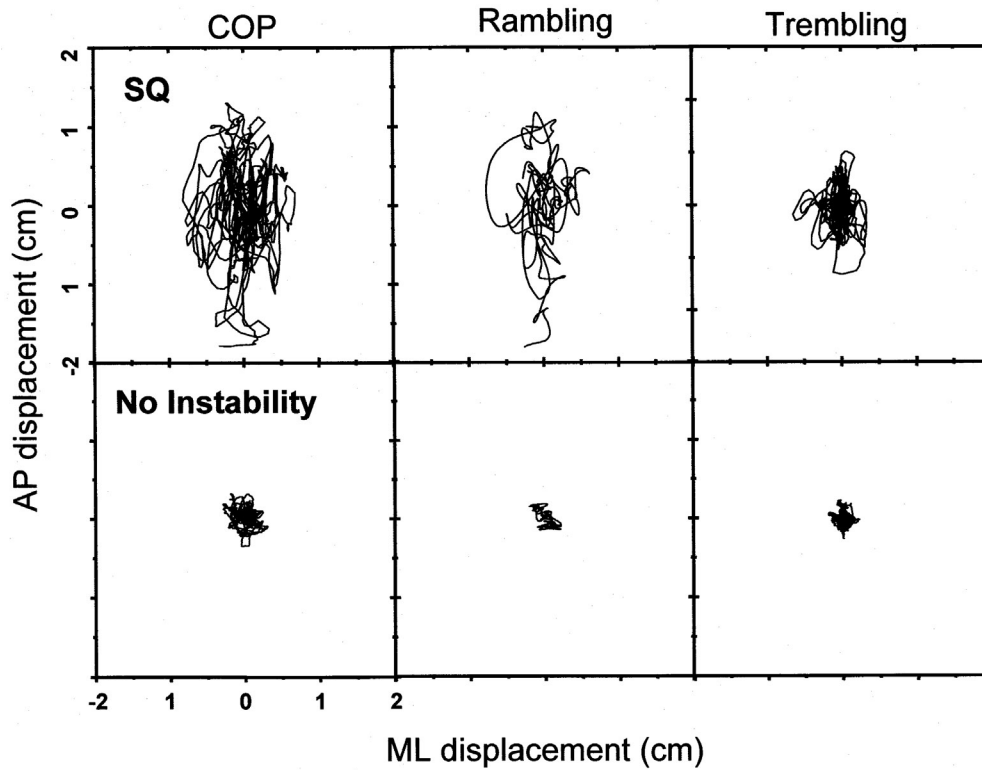 COP Rambling Trembling
2
SQ
1
0
1
-2
No Instability
AP displacement (cm)
-2 1 0 1 2
ML displacement (cm)